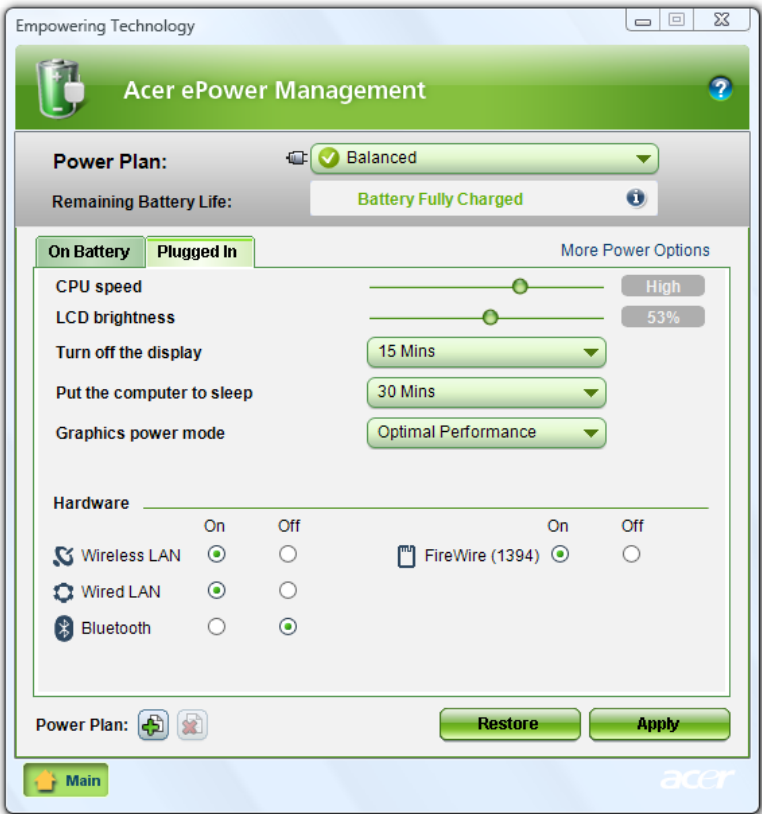 Empowering Technology
Acer ePower Management
Power Plan: Balanced
Remaining Battery Life: Battery Fully Charged
On Battery Plugged In More Power Options
CPU speed High
LCD brightness 53%
Turn off the display 15 Mins
Put the computer to sleep 30 Mins
Graphics power mode Optimal Performance
Hardware
On Off On Off
Wireless LAN FireWire (1394)
Wired LAN
Bluetooth
Power Plan: Restore Apply
Main acer